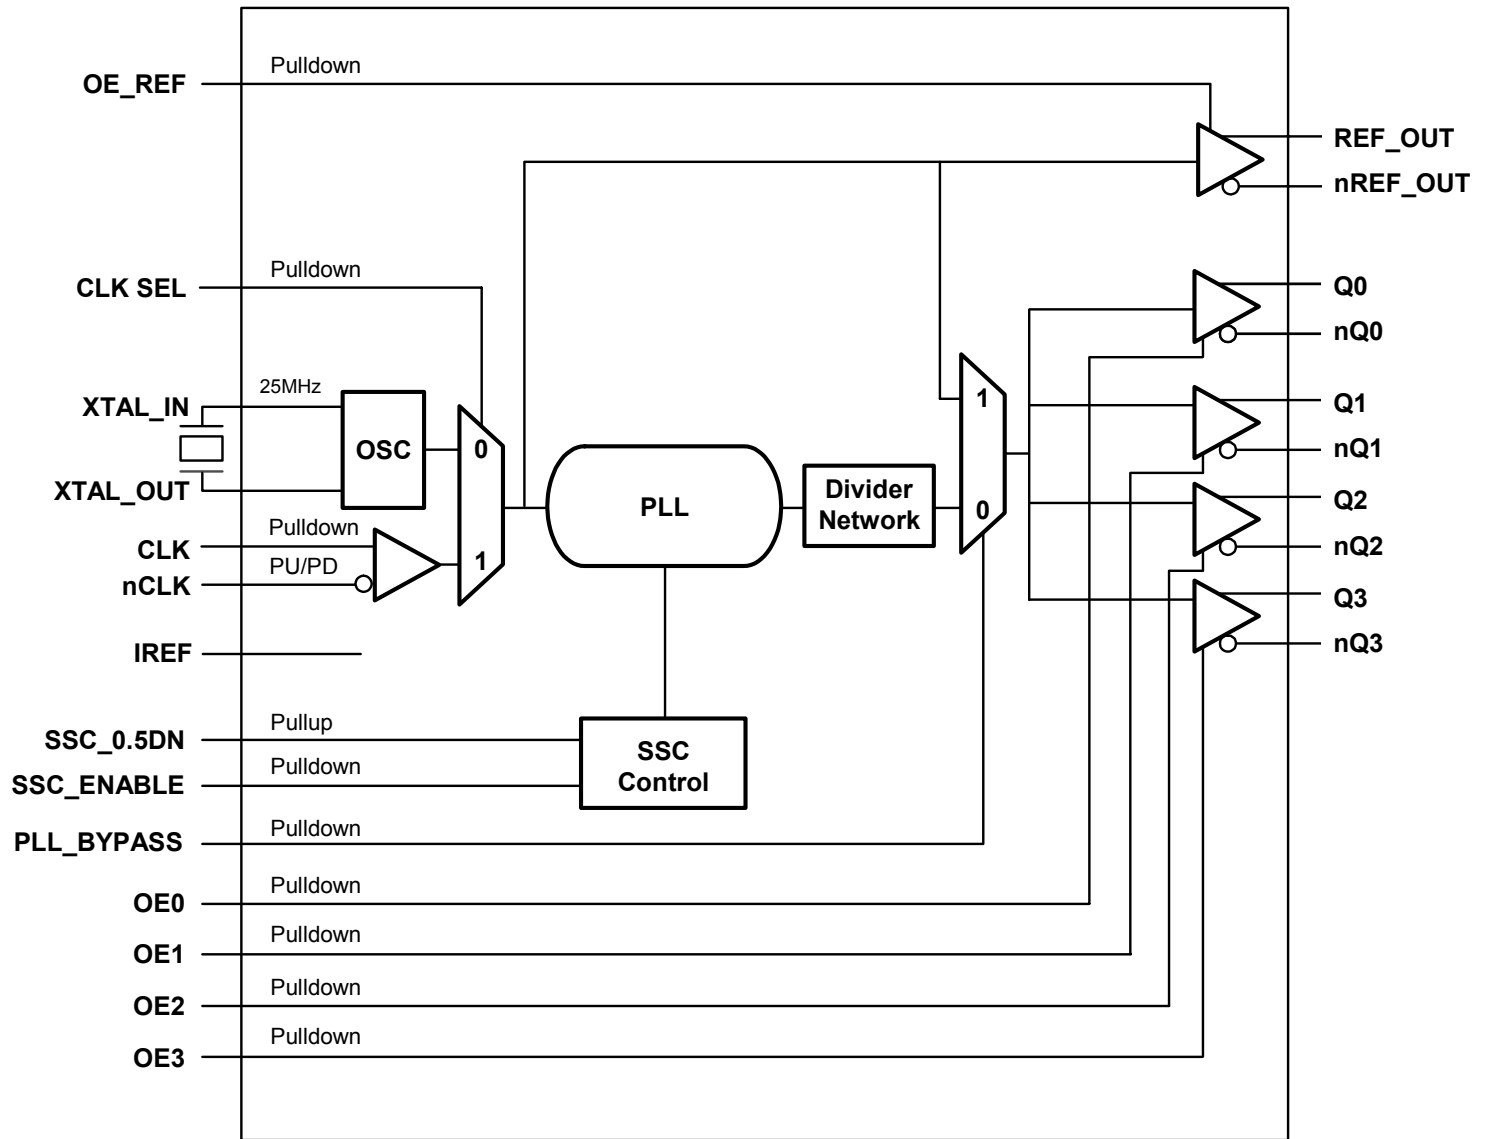 Pulldown
OE_REF
REF_OUT
nREF_OUT
Pulldown
CLK SEL
Q0
nQ0
25MHz
XTAL_IN
OSC
0
1
XTAL_OUT
Pulldown
CLK
PU/PD
nCLK
PLL
Divider
Network
1
0
Q1
nQ1
Q2
nQ2
Q3
nQ3
IREF
Pullup
SSC_0.5DN
Pulldown
SSC_ENABLE
SSC
Control
Pulldown
PLL_BYPASS
Pulldown
OE0
Pulldown
OE1
Pulldown
OE2
Pulldown
OE3